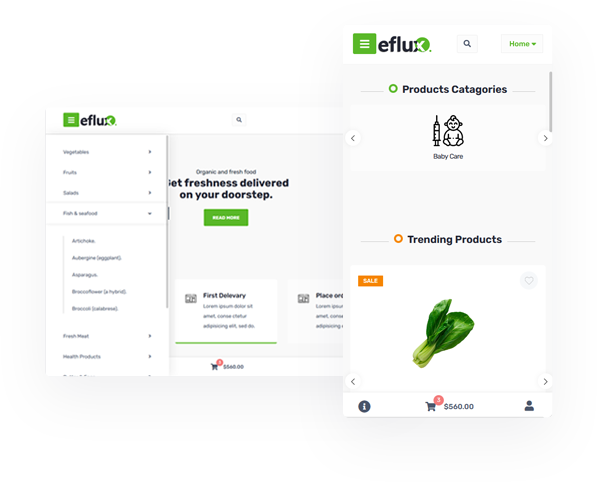 eflux
Vegetables
Fruits
Salads
Fish & seafood
Artichoke.
Aubergine (eggplant).
Asparagus.
Broccoflower (a hybrid).
Broccoli (calabrese).
Fresh Meat
Health Products
Organic and fresh food
Get freshness delivered
on your doorstep.
READ MORE
First Delevary
Lorem ipsum dolor sit
amet, conse ctetur
adipiscing elit, sed do.
Place ord
Lorem ipsum
amet, conse
adipiscing
3
$560.00
eflux
Home
Products Catagories
Baby Care
Trending Products
SALE
3
$560.00